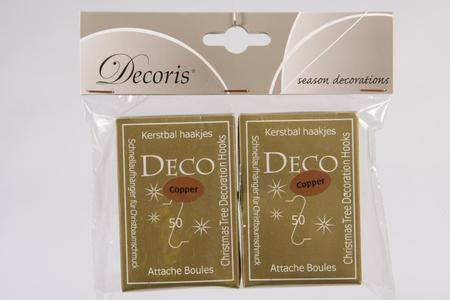 Decoris®
season decorations
Kerstbal haakjes
Schnellaufhänger für Christbaumschmuck
DECO
Copper
50
Christmas Tree Decoration Hooks
Attache Boules
Kerstbal haakjes
Schnellaufhänger für Christbaumschmuck
DECO
Copper
50
Christmas Tree Decoration Hooks
Attache Boules